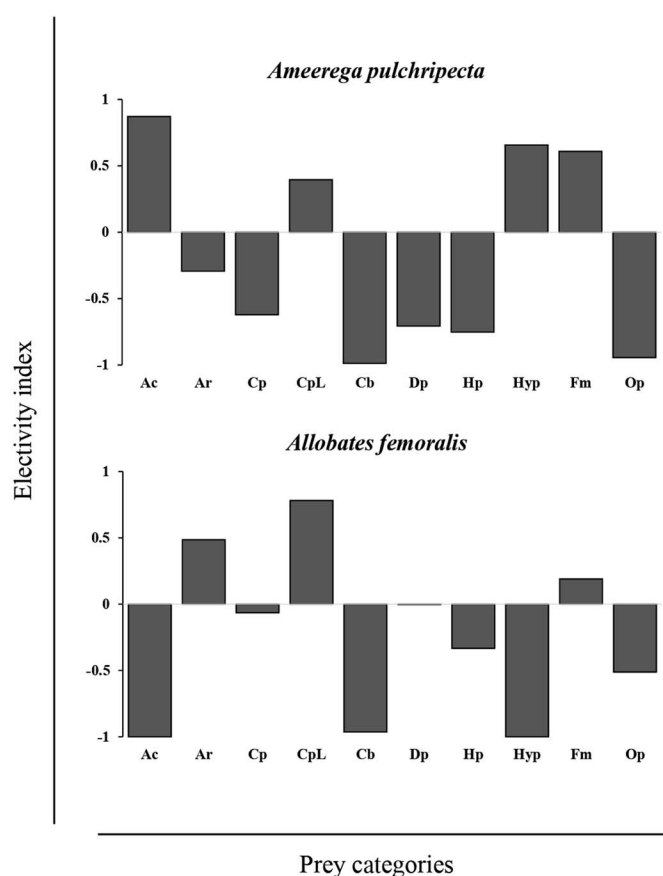 Ameerega pulchripecta
1
0.5
0
-0.5
-1
Ac Ar Cp CpL Cb Dp Hp Hyp Fm Op
Electivity index
Allobates femoralis
1
0.5
0
-0.5
-1
Ac Ar Cp CpL Cb Dp Hp Hyp Fm Op
Prey categories